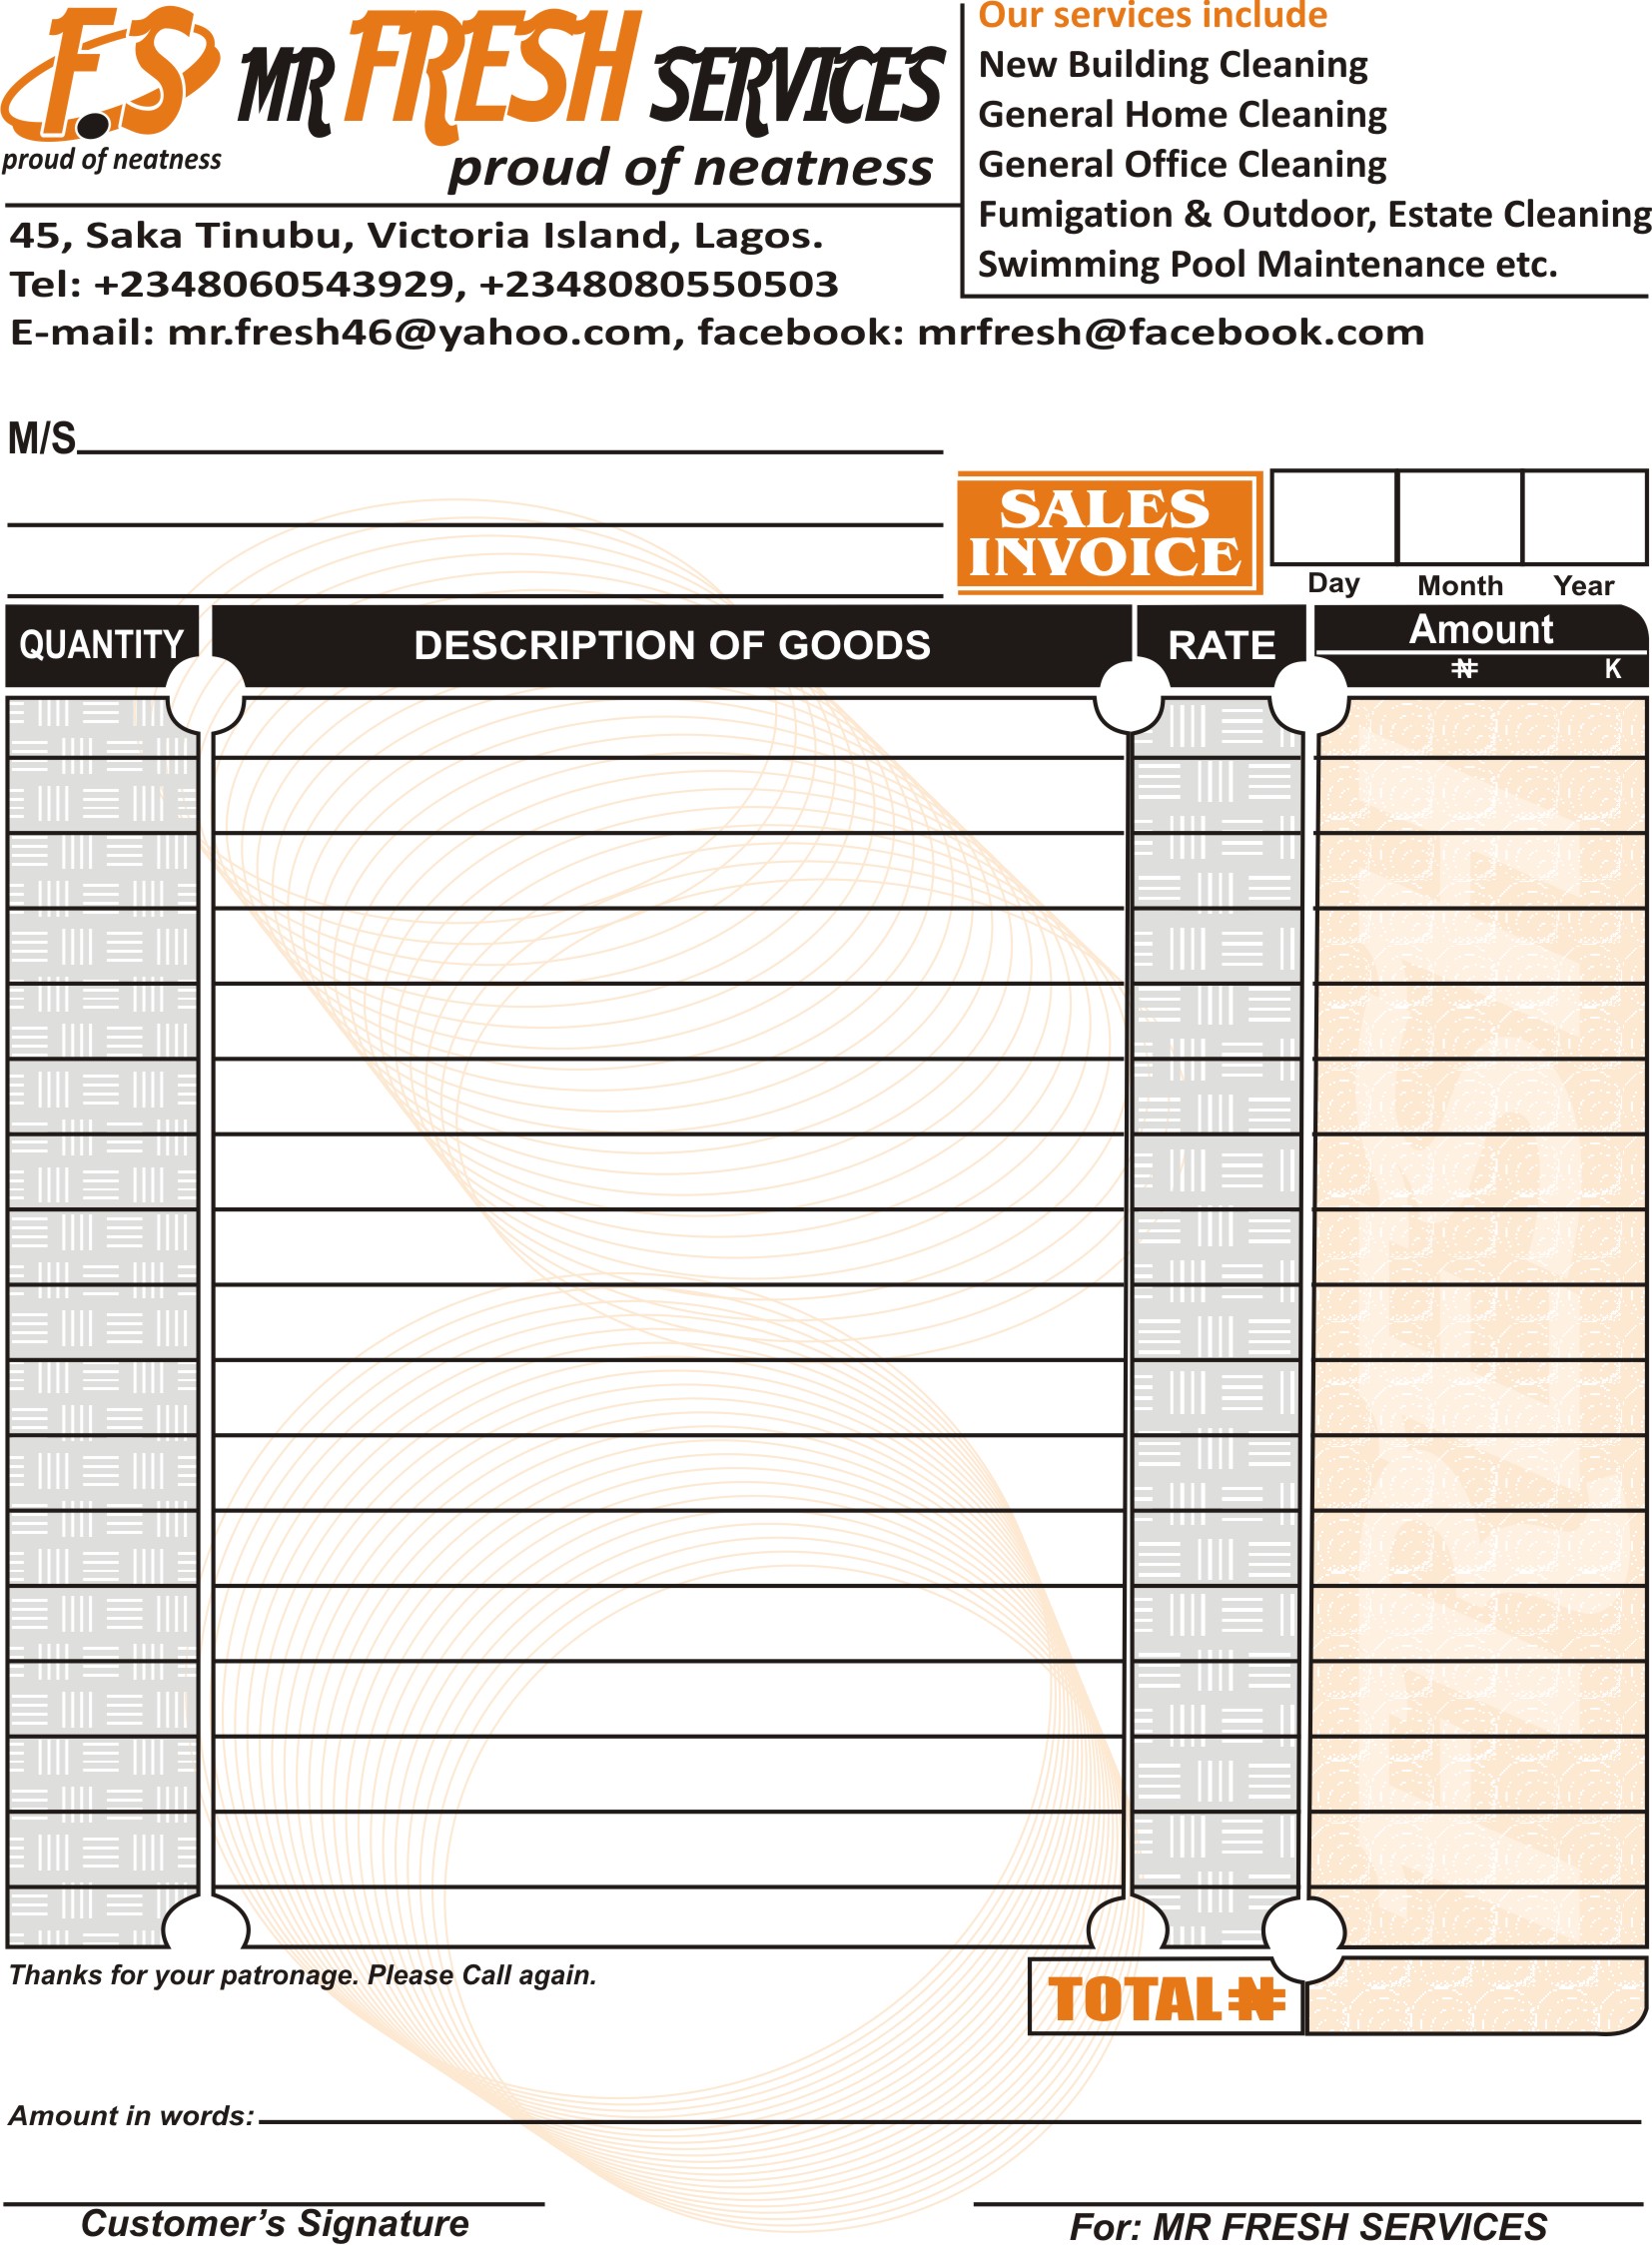 F.S
proud of neatness
MR FRESH SERVICES
proud of neatness
Our services include
New Building Cleaning
General Home Cleaning
General Office Cleaning
Fumigation & Outdoor, Estate Cleaning
Swimming Pool Maintenance etc.
45, Saka Tinubu, Victoria Island, Lagos.
Tel: +2348060543929, +2348080550503
E-mail: mr.fresh46@yahoo.com, facebook: mrfresh@facebook.com
M/S
SALES
INVOICE
Day Month Year
QUANTITY DESCRIPTION OF GOODS RATE Amount
₦ K
Thanks for your patronage. Please Call again.
TOTAL ₦
Amount in words:
Customer's Signature
For: MR FRESH SERVICES